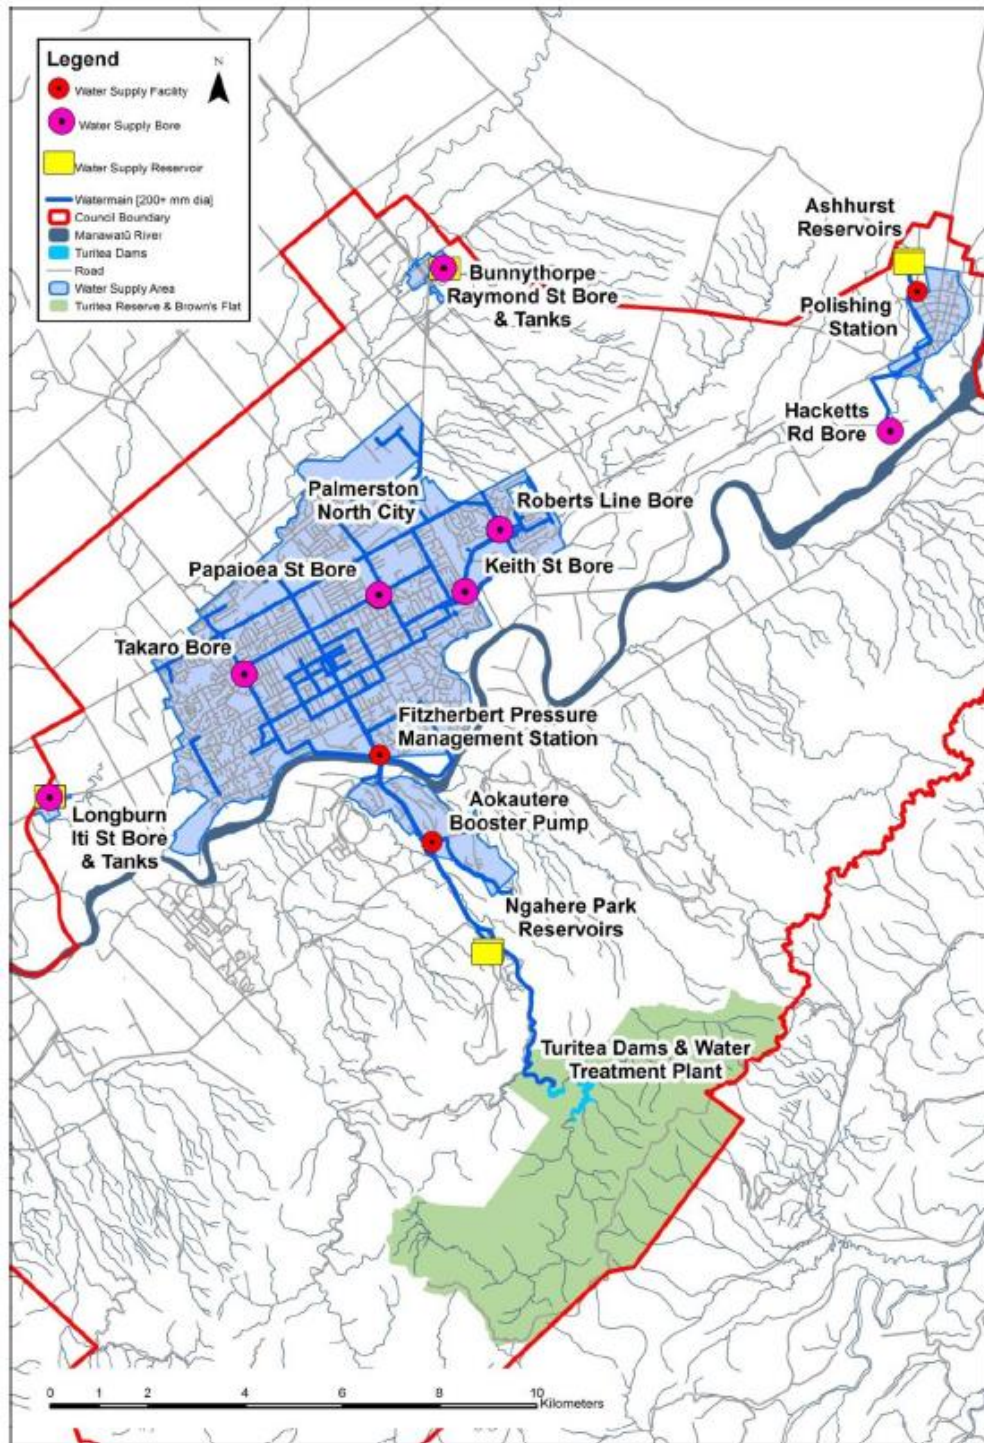 Legend
N
Water Supply Facility
Water Supply Bore
Water Supply Reservoir
Watermain [200+ mm dia]
Council Boundary
Manawatū River
Turitea Dams
Road
Water Supply Area
Turitea Reserve & Brown's Flat
Ashhurst
Reservoirs
Bunnythorpe
Raymond St Bore
& Tanks
Polishing
Station
Hacketts
Rd Bore
Palmerston
North City
Roberts Line Bore
Papaioea St Bore
Keith St Bore
Takaro Bore
Fitzherbert Pressure
Management Station
Longburn
Iti St Bore
& Tanks
Aokautere
Booster Pump
Ngahere Park
Reservoirs
Turitea Dams & Water
Treatment Plant
0 1 2 4 6 8 10
Kilometers